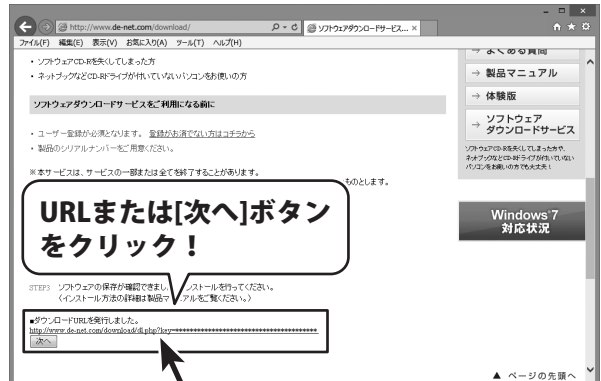 http://www.de-net.com/download/
ソフトウェアダウンロードサービス...
ファイル(F) 編集(E) 表示(V) お気に入り(A) ツール(T) ヘルプ(H)
・ ソフトウェアCD-Rを失くしてしまった方
・ ネットブックなどCD-Rドライブが付いていないパソコンをお使いの方
ソフトウェアダウンロードサービスをご利用になる前に
・ ユーザー登録が必須となります。 登録がお済でない方はコチラから
・ 製品のシリアルナンバーをご用意ください。
※本サービスは、サービスの一部または全てを終了することがあります。
ものとします。
URLまたは[次へ]ボタン
をクリック！
STEP3 ソフトウェアの保存が確認できまし
ンストールを行ってください。
(インストール方法の詳細は製品マ
アルをご覧ください。)
■ダウンロードURLを発行しました。
http://www.de-net.com/download/dl.php?key=****************************************
次へ
→ よくある質問
→ 製品マニュアル
→ 体験版
→ ソフトウェア
ダウンロードサービス
ソフトウェアCD-Rを失くしてしまった方や、
ネットブックなどCD-Rドライブが付いていない
パソコンをお使いの方でも大丈夫！
Windows 7
対応状況
▲ ページの先頭へ